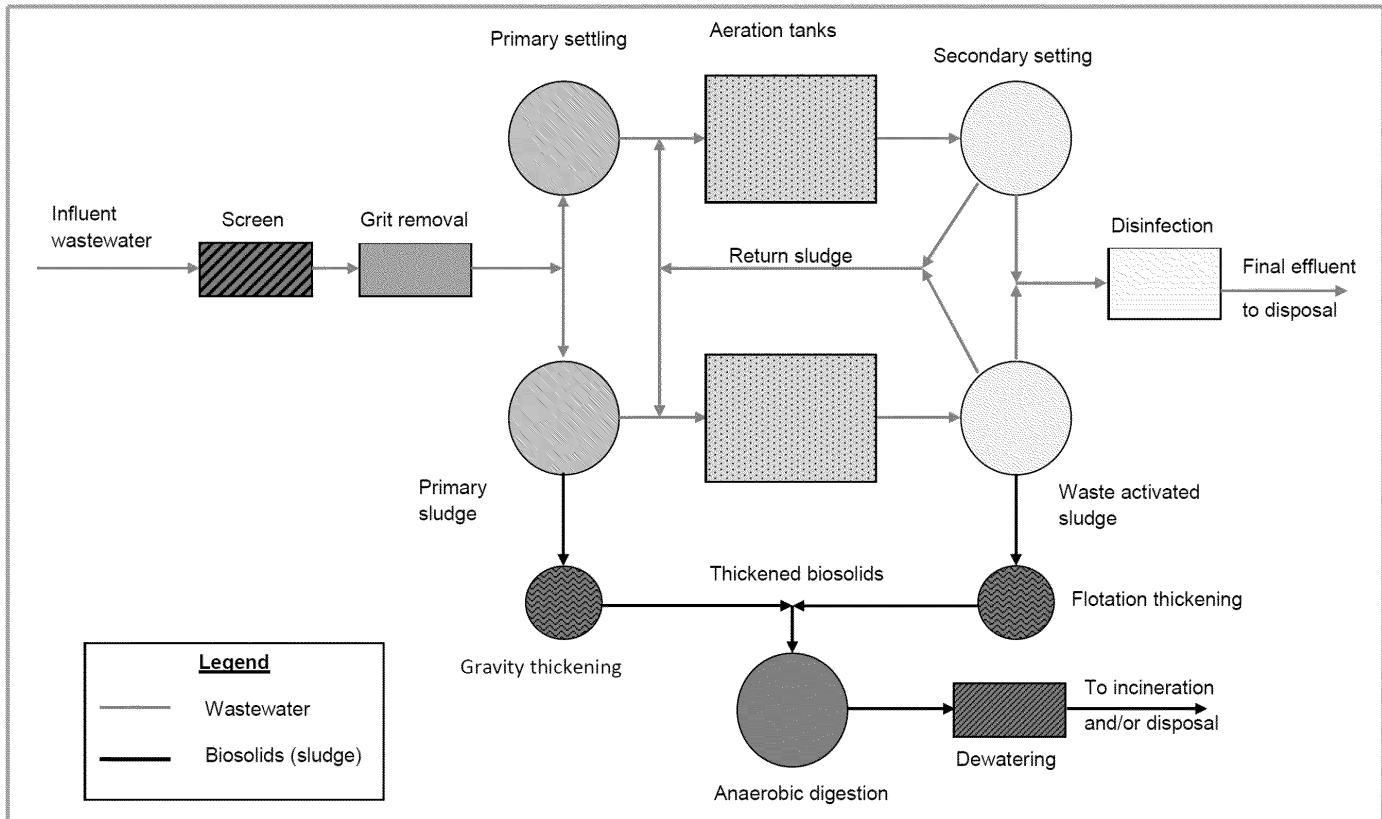 Primary settling
Aeration tanks
Secondary setting
Influent
wastewater
Screen
Grit removal
Return sludge
Disinfection
Final effluent
to disposal
Primary
sludge
Waste activated
sludge
Thickened biosolids
Flotation thickening
Gravity thickening
Legend
Wastewater
Biosolids (sludge)
To incineration
and/or disposal
Dewatering
Anaerobic digestion